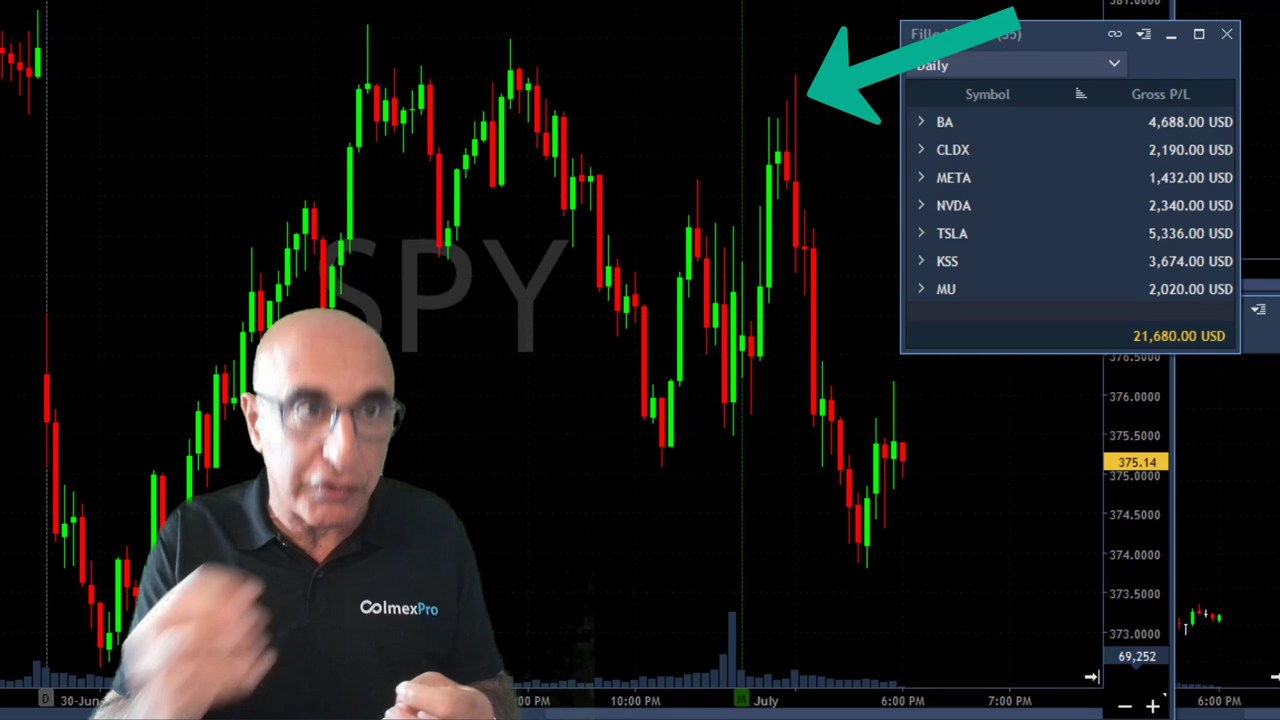 381.0000
Daily
Symbol Gross P/L
BA 4,688.00 USD
CLDX 2,190.00 USD
META 1,432.00 USD
NVDA 2,340.00 USD
TSLA 5,336.00 USD
KSS 3,674.00 USD
MU 2,020.00 USD
21,680.00 USD
SPY
376.5000
376.0000
375.5000
375.14
375.0000
374.5000
374.0000
373.5000
373.0000
69,252
ColmexPro
D 30-Jun
10:00 PM
M July
6:00 PM
7:00 PM
6:00 PM